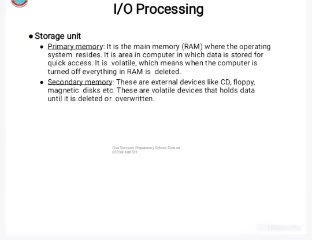 I/O Processing
● Storage unit
● Primary memory: It is the main memory (RAM) where the operating
system resides. It is area in computer in which data is stored for
quick access. It is volatile, which means when the computer is
turned off everything in RAM is deleted.
● Secondary memory: These are external devices like CD, floppy,
magnetic disks etc. These are volatile devices that holds data
until it is deleted or overwritten.